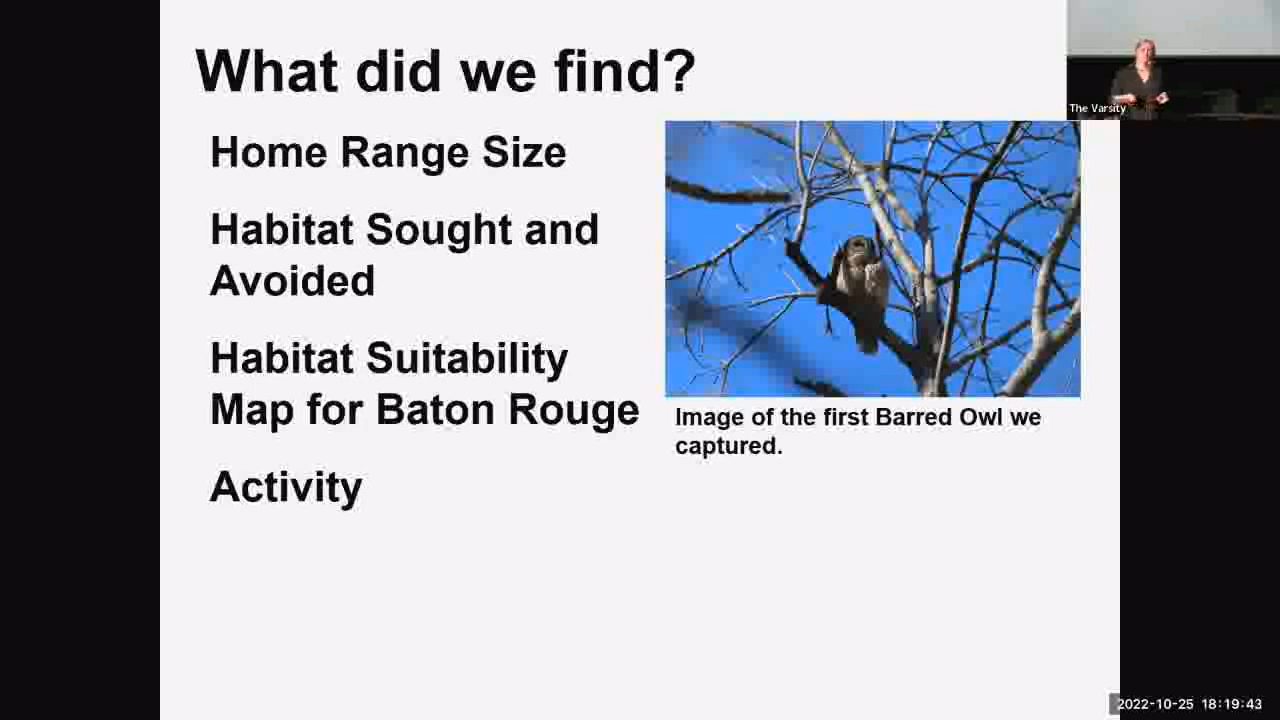 What did we find?
The Varsity
Home Range Size
Habitat Sought and
Avoided
Habitat Suitability
Map for Baton Rouge
Activity
Image of the first Barred Owl we
captured.
2022-10-25 18:19:43